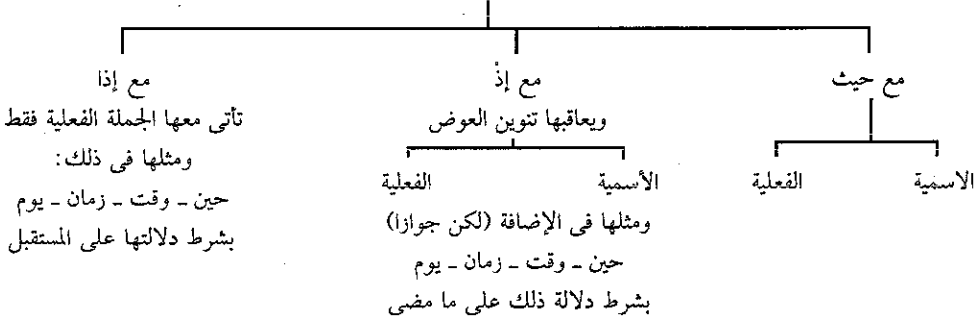 مع حيث
الاسمية
الفعلية
مع إذْ
ويعاقبها تنوين العوض
الأسمية
الفعلية
ومثلها فى الإضافة (لكن جوازا)
حين ـ وقت ـ زمان ـ يوم
بشرط دلالة ذلك على ما مضى
مع إذا
تأتى معها الجملة الفعلية فقط
ومثلها فى ذلك:
حين ـ وقت ـ زمان ـ يوم
بشرط دلالتها على المستقبل